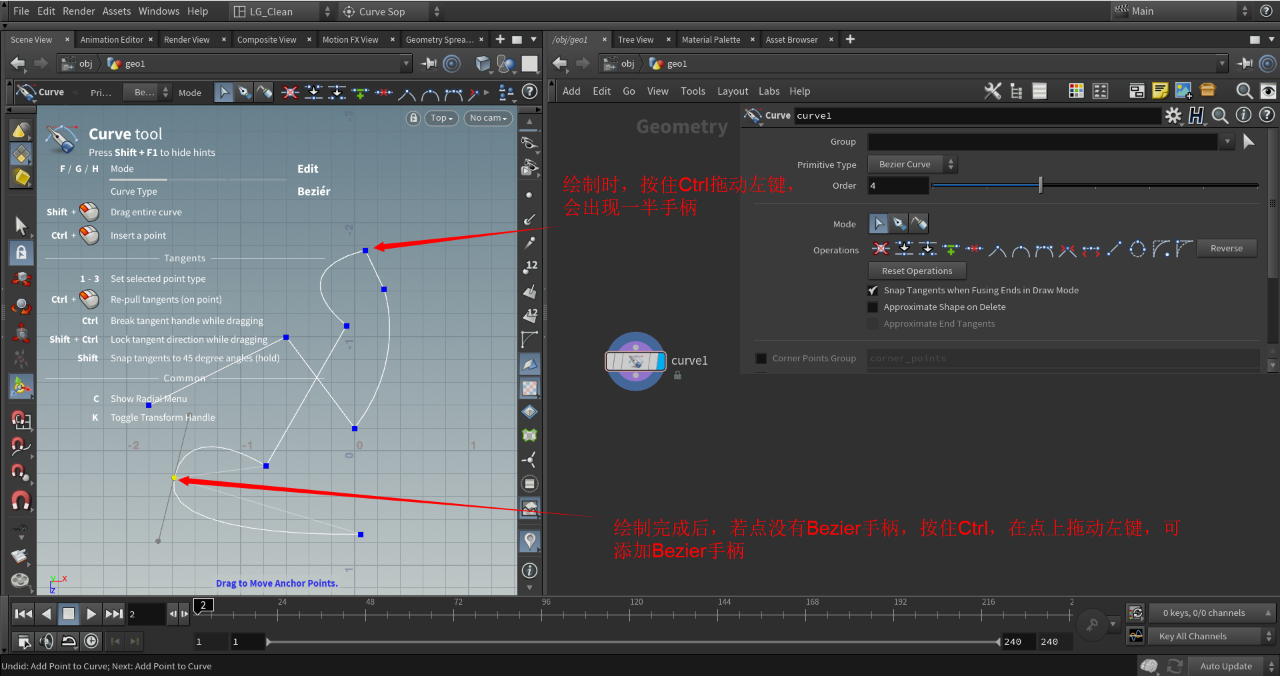 File Edit Render Assets Windows Help LG_Clean Curve Sop Main
Scene View Animation Editor Render View Composite View Motion FX View Geometry Sprea... /obj/geo1 Tree View Material Palette Asset Browser
obj geo1 obj geo1
Curve Pri... Be... Mode Add Edit Go View Tools Layout Labs Help
Top No cam
Curve tool
Press Shift + F1 to hide hints
F / G / H Mode Edit
Curve Type Beziér
Shift + Drag entire curve
Ctrl + Insert a point
Tangents
1 - 3 Set selected point type
Ctrl + Re-pull tangents (on point)
Ctrl Break tangent handle while dragging
Shift + Ctrl Lock tangent direction while dragging
Shift Snap tangents to 45 degree angles (hold)
Common
C Show Radial Menu
K Toggle Transform Handle
-2
-1
-2 -1 0 1
0
1
12
12
z x
Drag to Move Anchor Points.
Geometry
Curve curve1
Group
Primitive Type Bezier Curve
Order 4
Mode
Operations Reverse
Reset Operations
Snap Tangents when Fusing Ends in Draw Mode
Approximate Shape on Delete
Approximate End Tangents
Corner Points Group corner_points
绘制时，按住Ctrl拖动左键，
会出现一半手柄
curve1
绘制完成后，若点没有Bezier手柄，按住Ctrl，在点上拖动左键，可
添加Bezier手柄
2 2 24 48 72 96 120 144 168 192 216 2
0 keys, 0/0 channels
1 1 240 240 Key All Channels
Undid: Add Point to Curve; Next: Add Point to Curve Auto Update